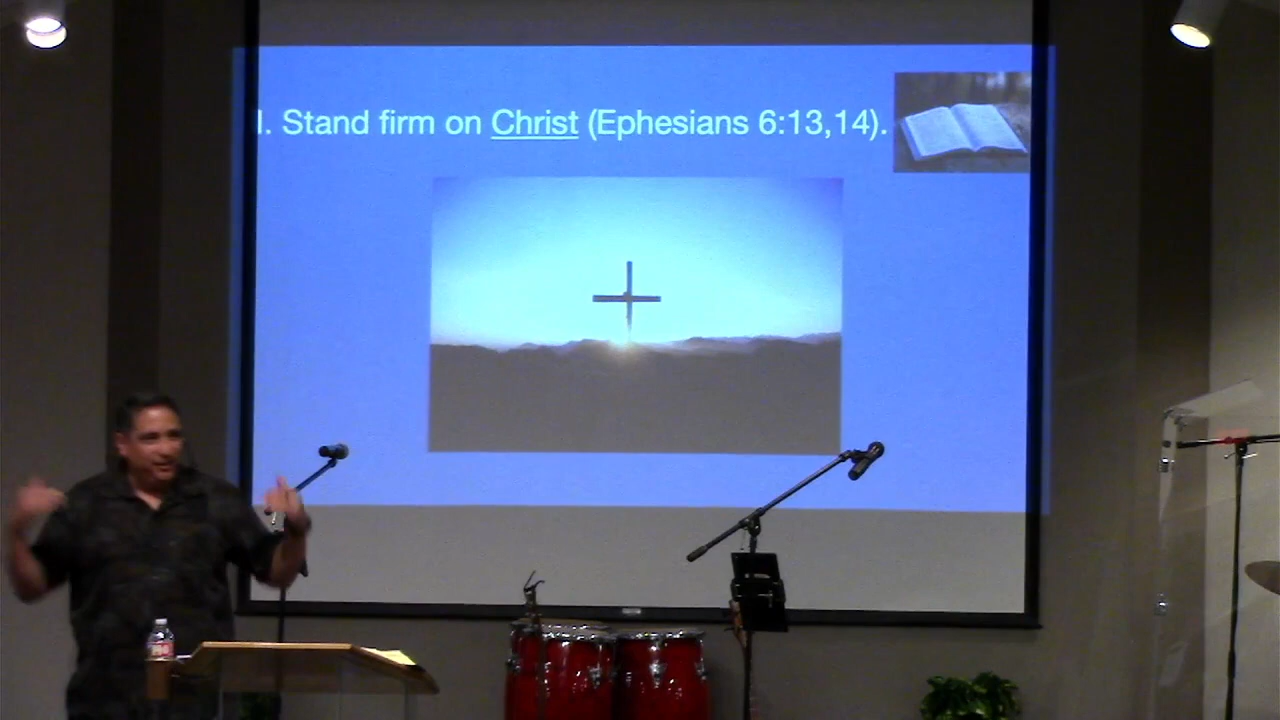 I. Stand firm on Christ (Ephesians 6:13,14).